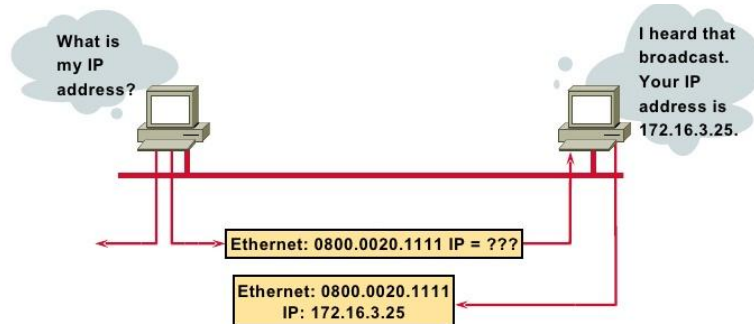 What is
my IP
address?
I heard that
broadcast.
Your IP
address is
172.16.3.25.
Ethernet: 0800.0020.1111 IP = ???
Ethernet: 0800.0020.1111
IP: 172.16.3.25